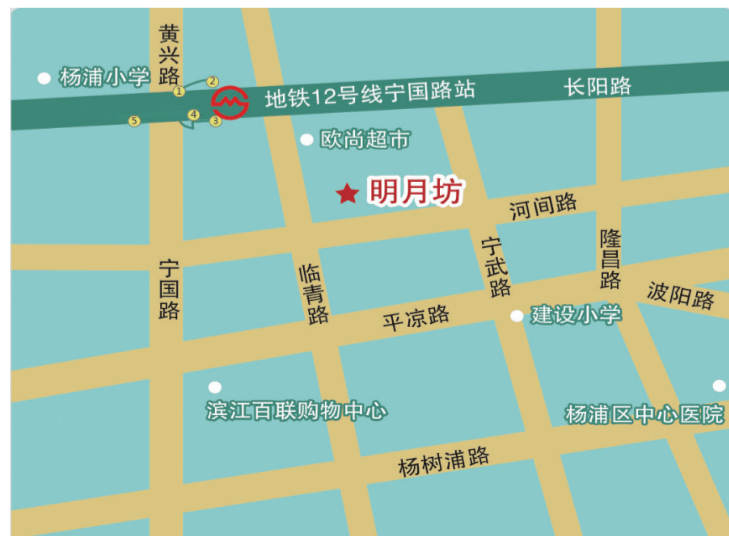 黄兴路
杨浦小学
1
2
地铁12号线宁国路站
长阳路
5
4
3
欧尚超市
明月坊
河间路
宁国路
临青路
宁武路
隆昌路
波阳路
平凉路
建设小学
滨江百联购物中心
杨浦区中心医院
杨树浦路